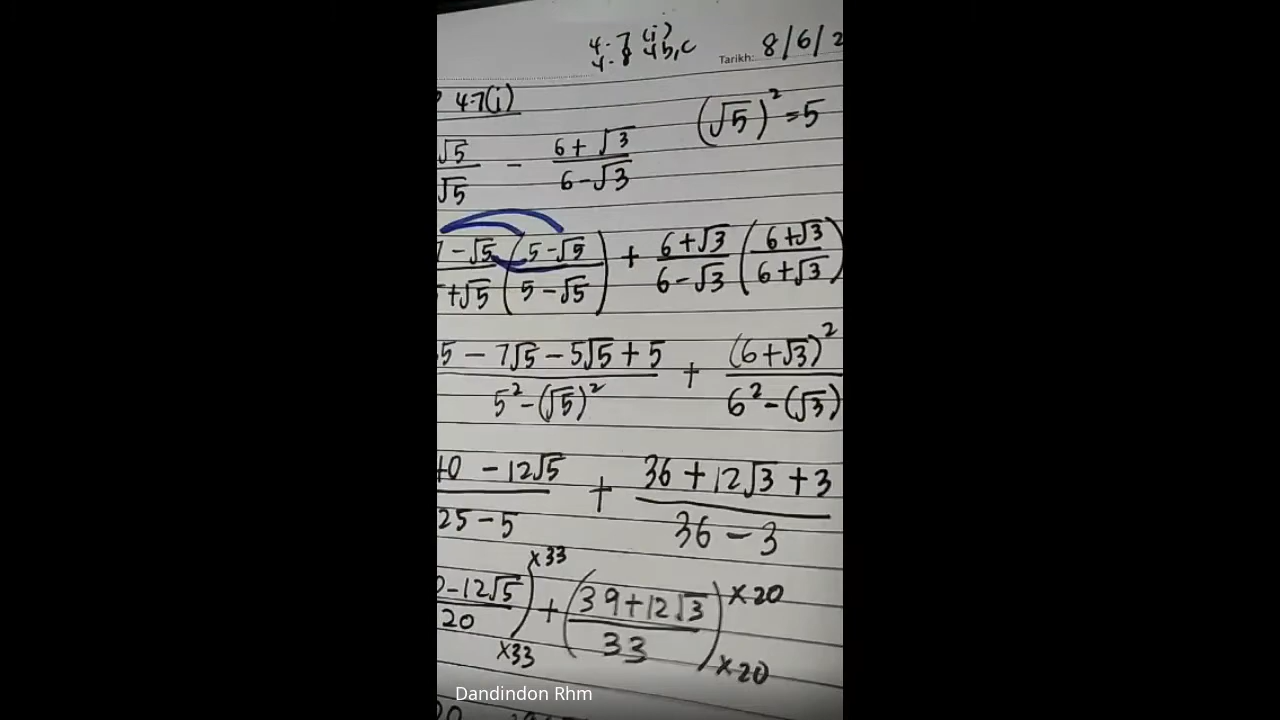 4.7 (i)
4.8 4b,c
Tarikh: 8/6/2
? 4.7(i)
(√5)² = 5
√5/√5 - (6+√3)/(6-√3)
7-√5/5+√5 ((5-√5)/(5-√5)) + (6+√3)/(6-√3) ((6+√3)/(6+√3))
5 - 7√5 - 5√5 + 5 / 5² - (√5)² + (6+√3)² / 6² - (√3)
40 - 12√5 / 25 - 5 + 36 + 12√3 + 3 / 36 - 3
0 - 12√5 / 20) ×33 ×33 + (39 + 12√3 / 33) ×20 ×20
Dandindon Rhm